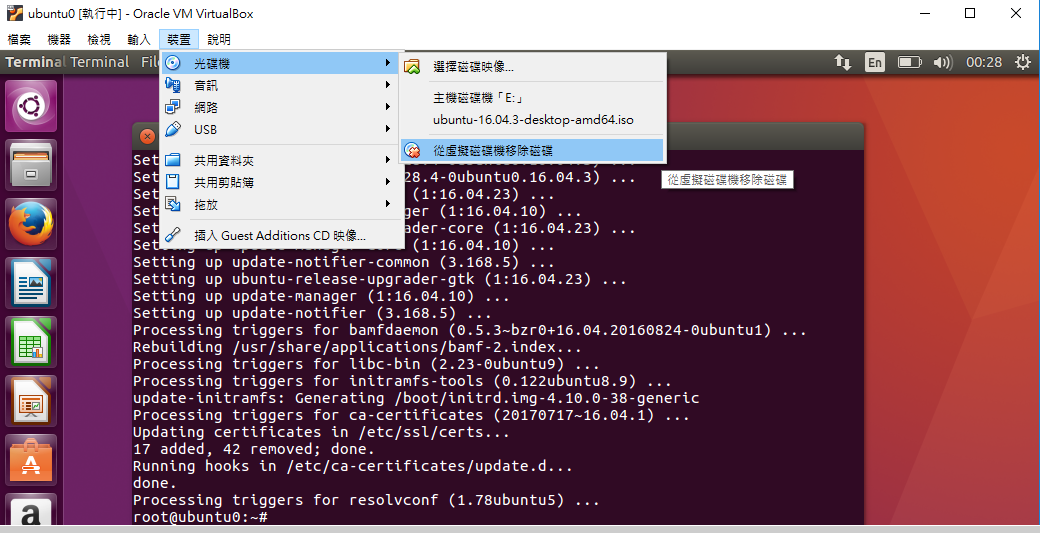 ubuntu0 [執行中] - Oracle VM VirtualBox
檔案 機器 檢視 輸入 裝置 說明
Terminal Terminal Fil En 00:28
光碟機
音訊
網路
USB
共用資料夾
共用剪貼簿
拖放
插入 Guest Additions CD 映像...
選擇磁碟映像...
主機磁碟機「E:」
ubuntu-16.04.3-desktop-amd64.iso
從虛擬磁碟機移除磁碟
從虛擬磁碟機移除磁碟
Set
Set 28.4-0ubuntu0.16.04.3) ...
Set (1:16.04.23) ...
Set ger (1:16.04.10) ...
Set ader-core (1:16.04.23) ...
(1:16.04.10) ...
Setting up update-notifier-common (3.168.5) ...
Setting up ubuntu-release-upgrader-gtk (1:16.04.23) ...
Setting up update-manager (1:16.04.10) ...
Setting up update-notifier (3.168.5) ...
Processing triggers for bamfdaemon (0.5.3~bzr0+16.04.20160824-0ubuntu1) ...
Rebuilding /usr/share/applications/bamf-2.index...
Processing triggers for libc-bin (2.23-0ubuntu9) ...
Processing triggers for initramfs-tools (0.122ubuntu8.9) ...
update-initramfs: Generating /boot/initrd.img-4.10.0-38-generic
Processing triggers for ca-certificates (20170717~16.04.1) ...
Updating certificates in /etc/ssl/certs...
17 added, 42 removed; done.
Running hooks in /etc/ca-certificates/update.d...
done.
Processing triggers for resolvconf (1.78ubuntu5) ...
root@ubuntu0:~#